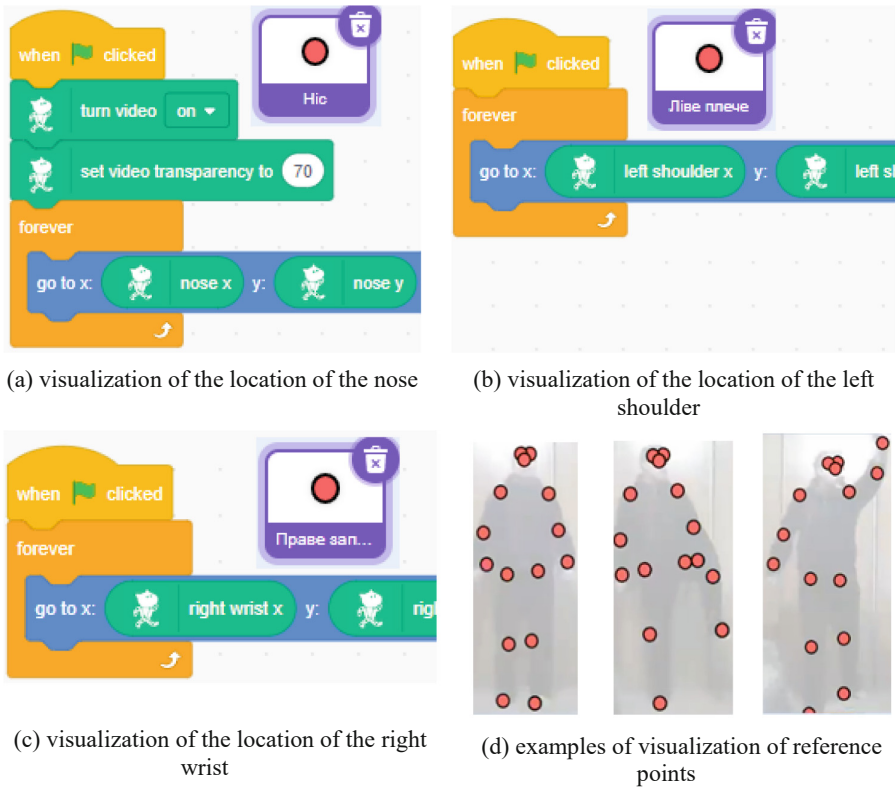 when clicked
turn video on
set video transparency to 70
forever
go to x: nose x y: nose y
Ніс
(a) visualization of the location of the nose
when clicked
forever
go to x: left shoulder x y: left sh
Ліве плече
(b) visualization of the location of the left
shoulder
when clicked
forever
go to x: right wrist x y: righ
Праве зап...
(c) visualization of the location of the right
wrist
(d) examples of visualization of reference
points